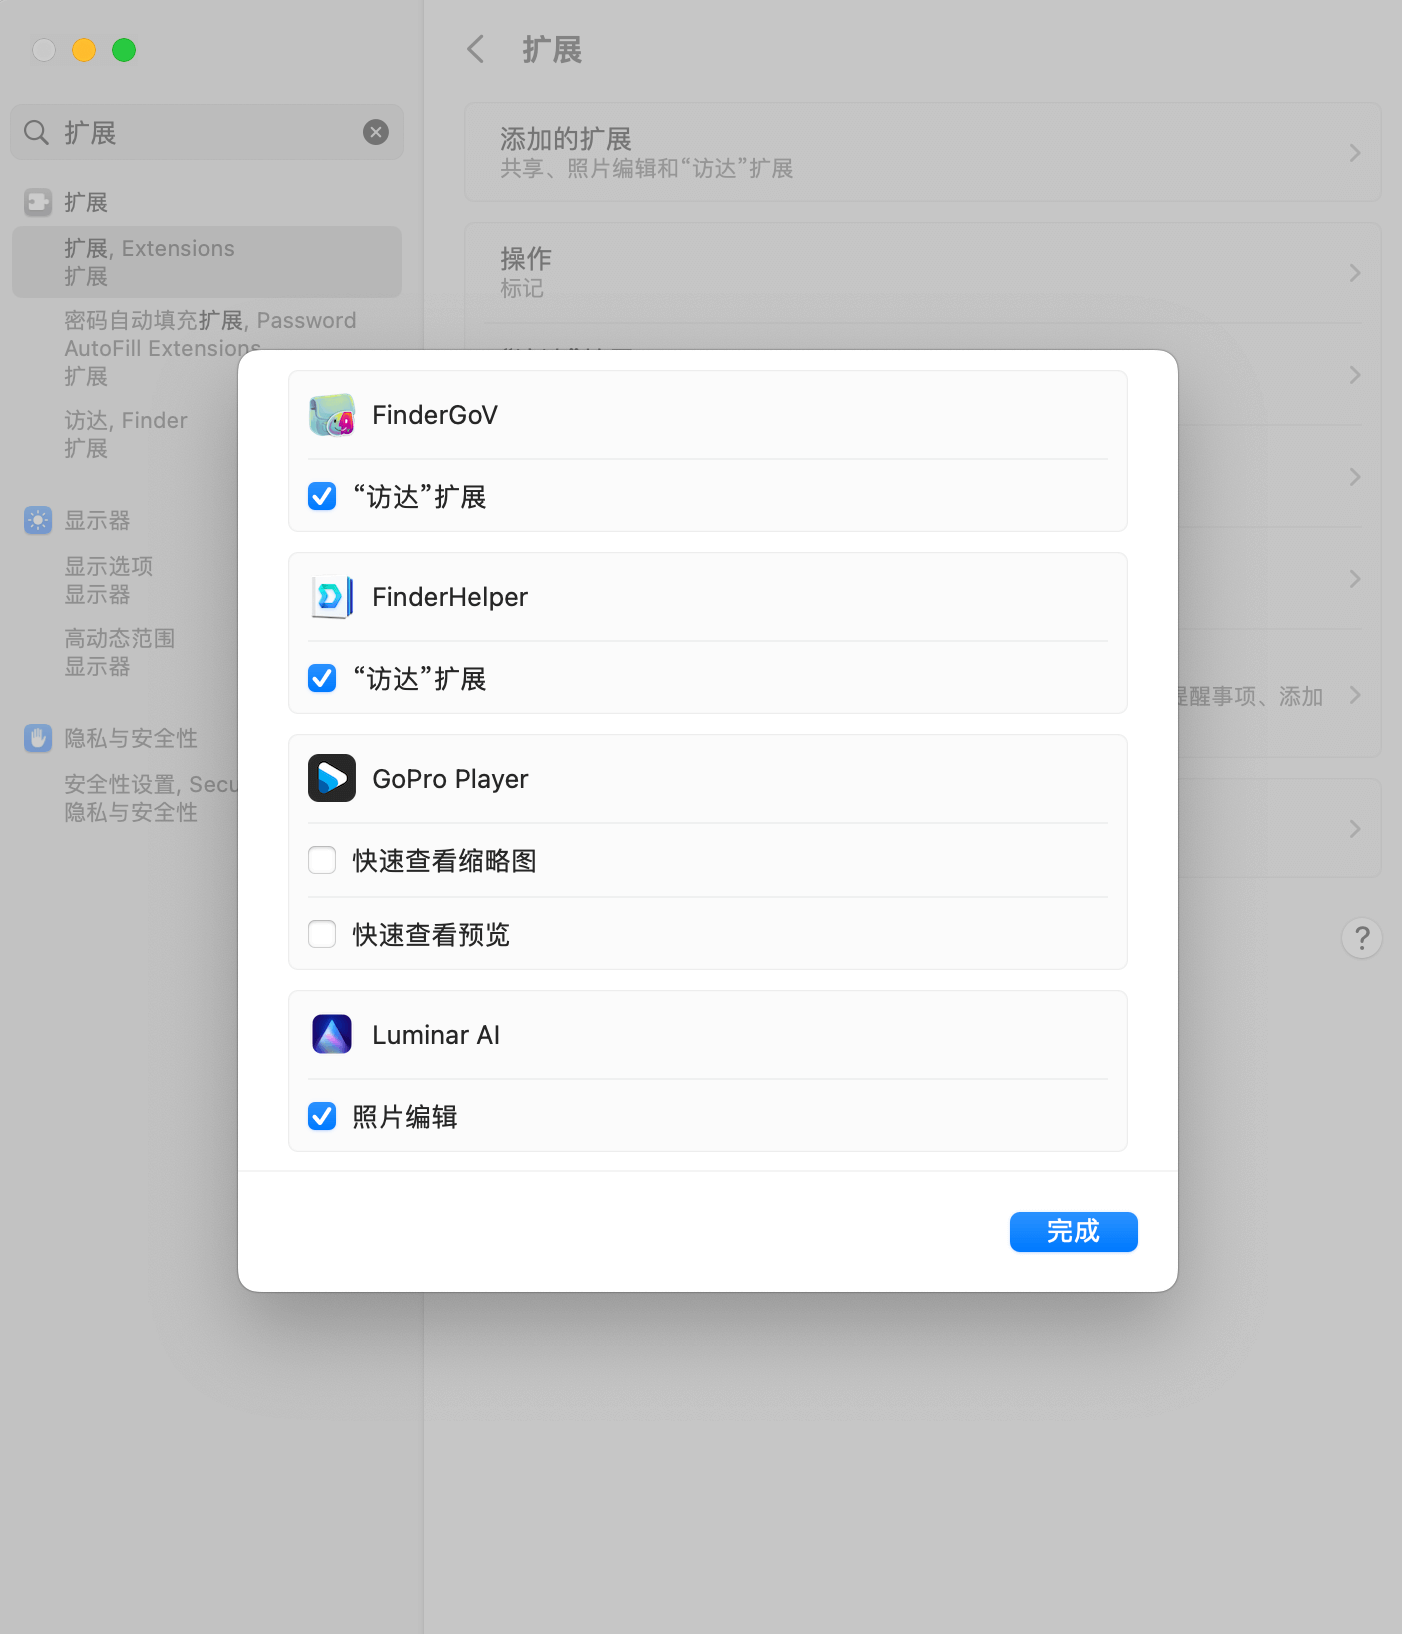 扩展
扩展
扩展
扩展, Extensions
扩展
密码自动填充扩展, Password
AutoFill Extensions
扩展
访达, Finder
扩展
显示器
显示选项
显示器
高动态范围
显示器
隐私与安全性
安全性设置, Secu
隐私与安全性
添加的扩展
共享、照片编辑和“访达”扩展
操作
标记
醒事项、添加
?
FinderGoV
“访达”扩展
FinderHelper
“访达”扩展
GoPro Player
快速查看缩略图
快速查看预览
Luminar AI
照片编辑
完成